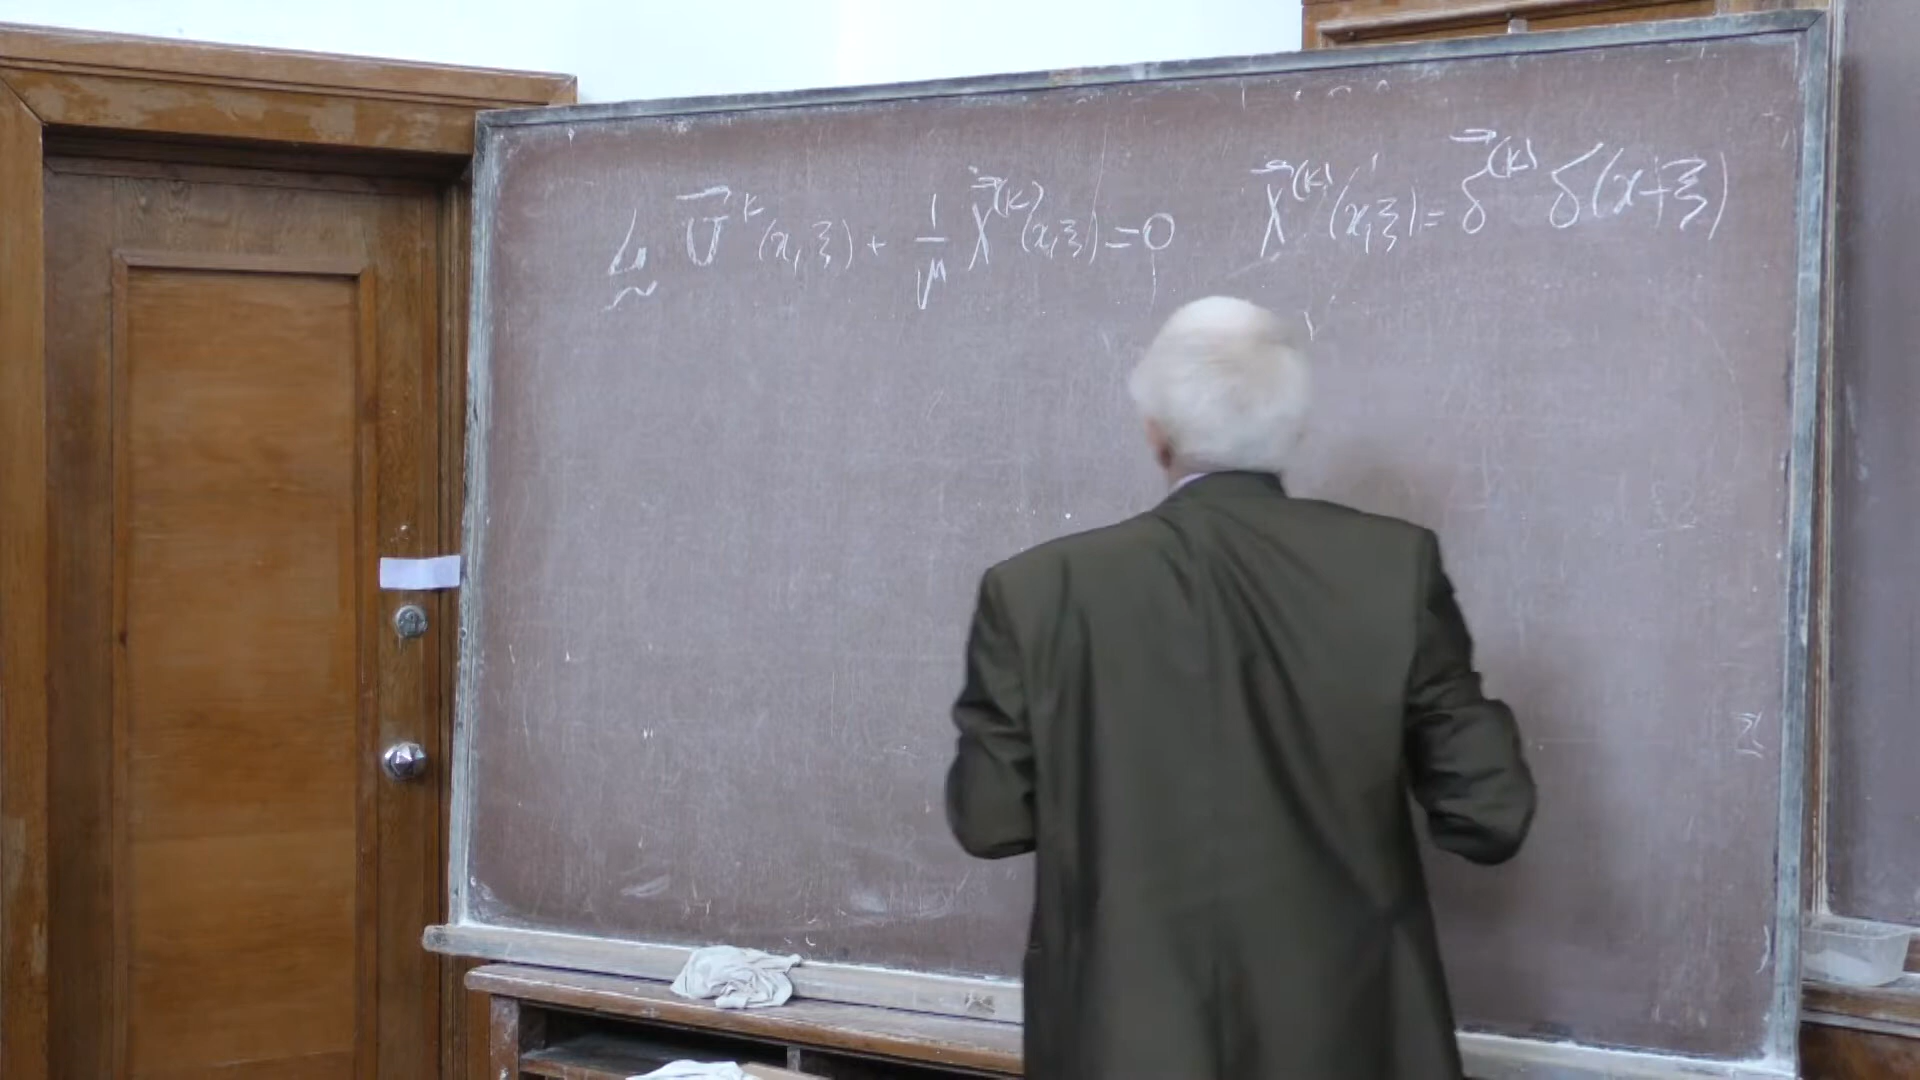 L̰ U⃗ᵏ(x,ξ) + 1/μ X⃗⁽ᵏ⁾(x,ξ) = 0    X⃗⁽ᵏ⁾(x,ξ) = δ⃗⁽ᵏ⁾ δ(x+ξ)